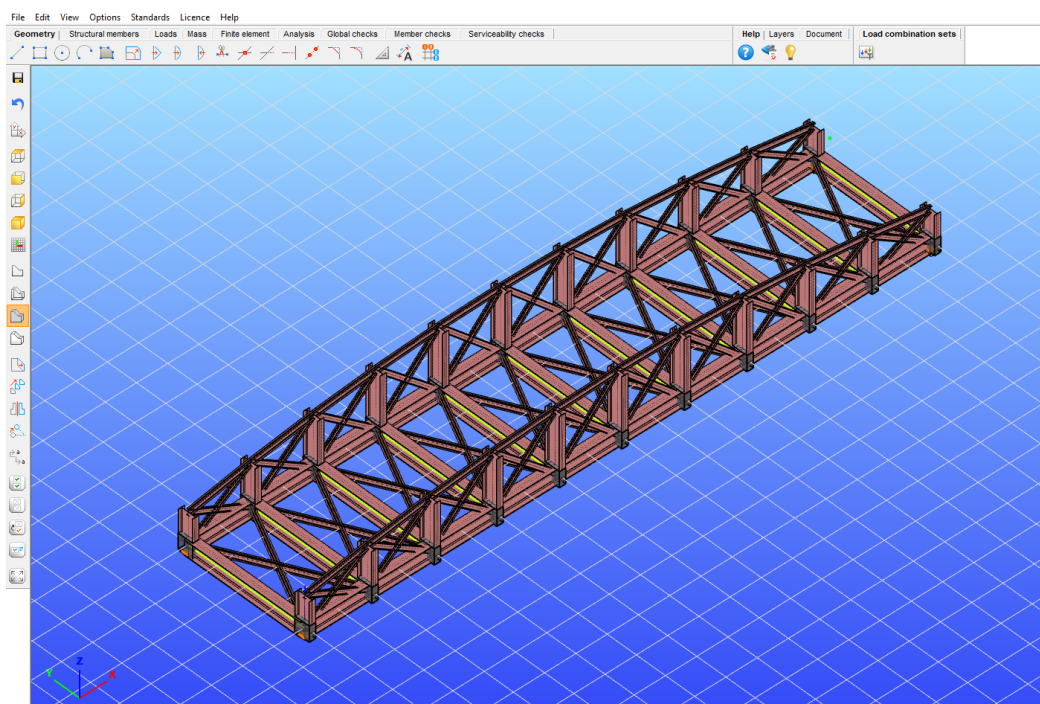 File Edit View Options Standards Licence Help
Geometry Structural members Loads Mass Finite element Analysis Global checks Member checks Serviceability checks Help Layers Document Load combination sets
Z
Y
X